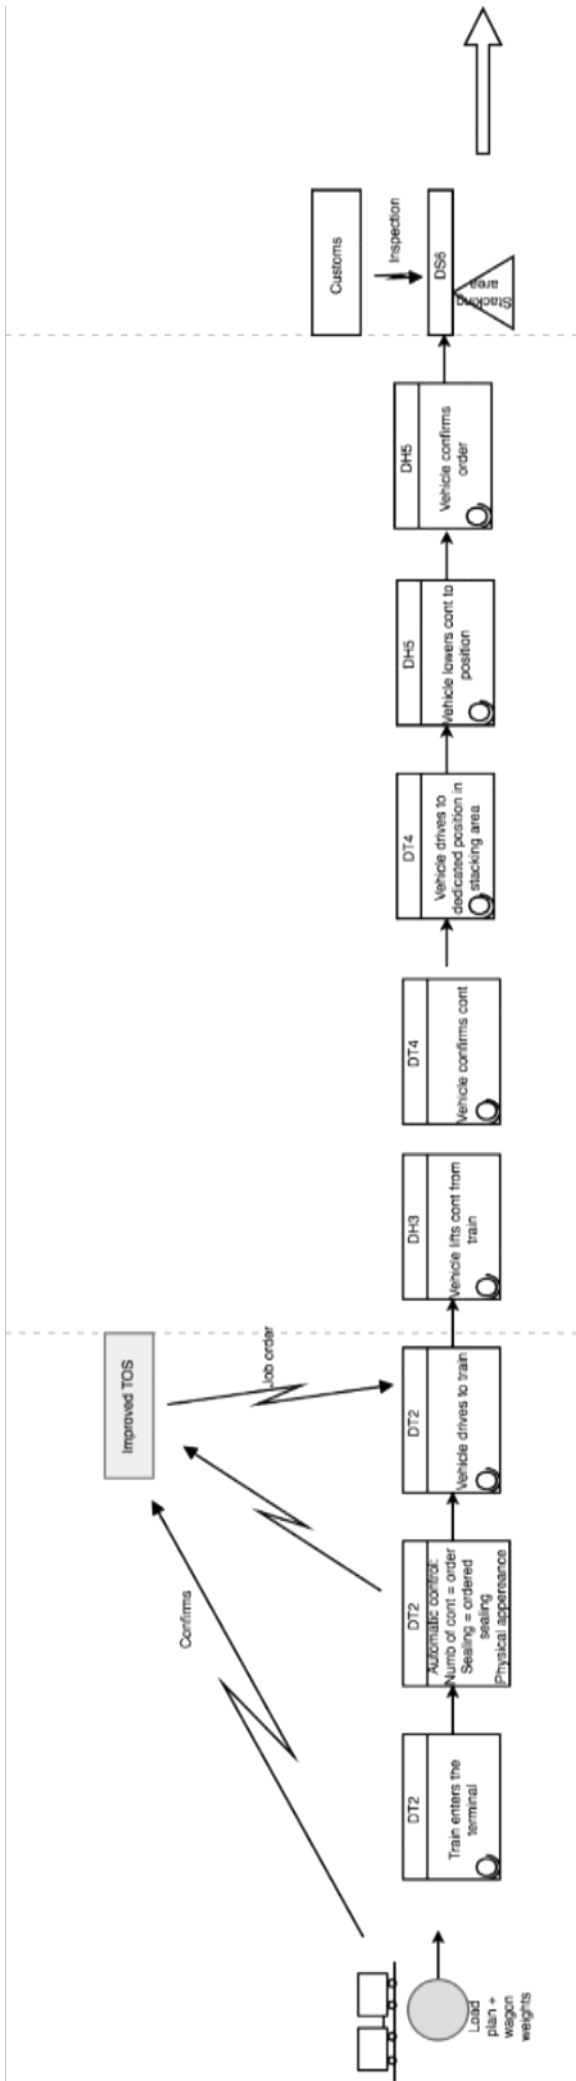 Load
plan +
wagon
weights
Confirms
DT2
Train enters the
terminal
DT2
Automatic control:
Numb of cont = order
Sealing = ordered
sealing
Physical appereance
Improved TOS
Job order
DT2
Vehicle drives to train
DH3
Vehicle lifts cont from
train
DT4
Vehicle confirms cont
DT4
Vehicle drives to
dedicated position in
stacking area
DH5
Vehicle lowers cont to
position
DH5
Vehicle confirms
order
Customs
Inspection
DS6
Stacking
area